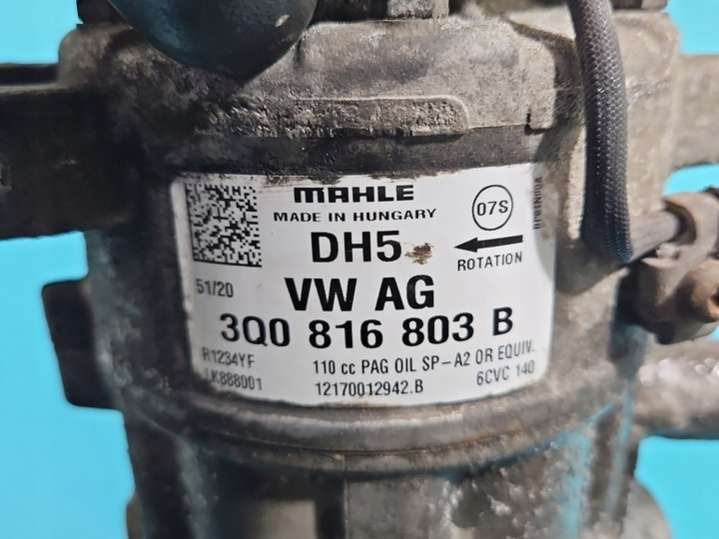 MAHLE
MADE IN HUNGARY
07S
DH5
ROTATION
51/20
VW AG
3Q0 816 803 B
R1234YF
110 cc PAG OIL SP-A2 OR EQUIV.
LK888001
12170012942.B
6CVC 140